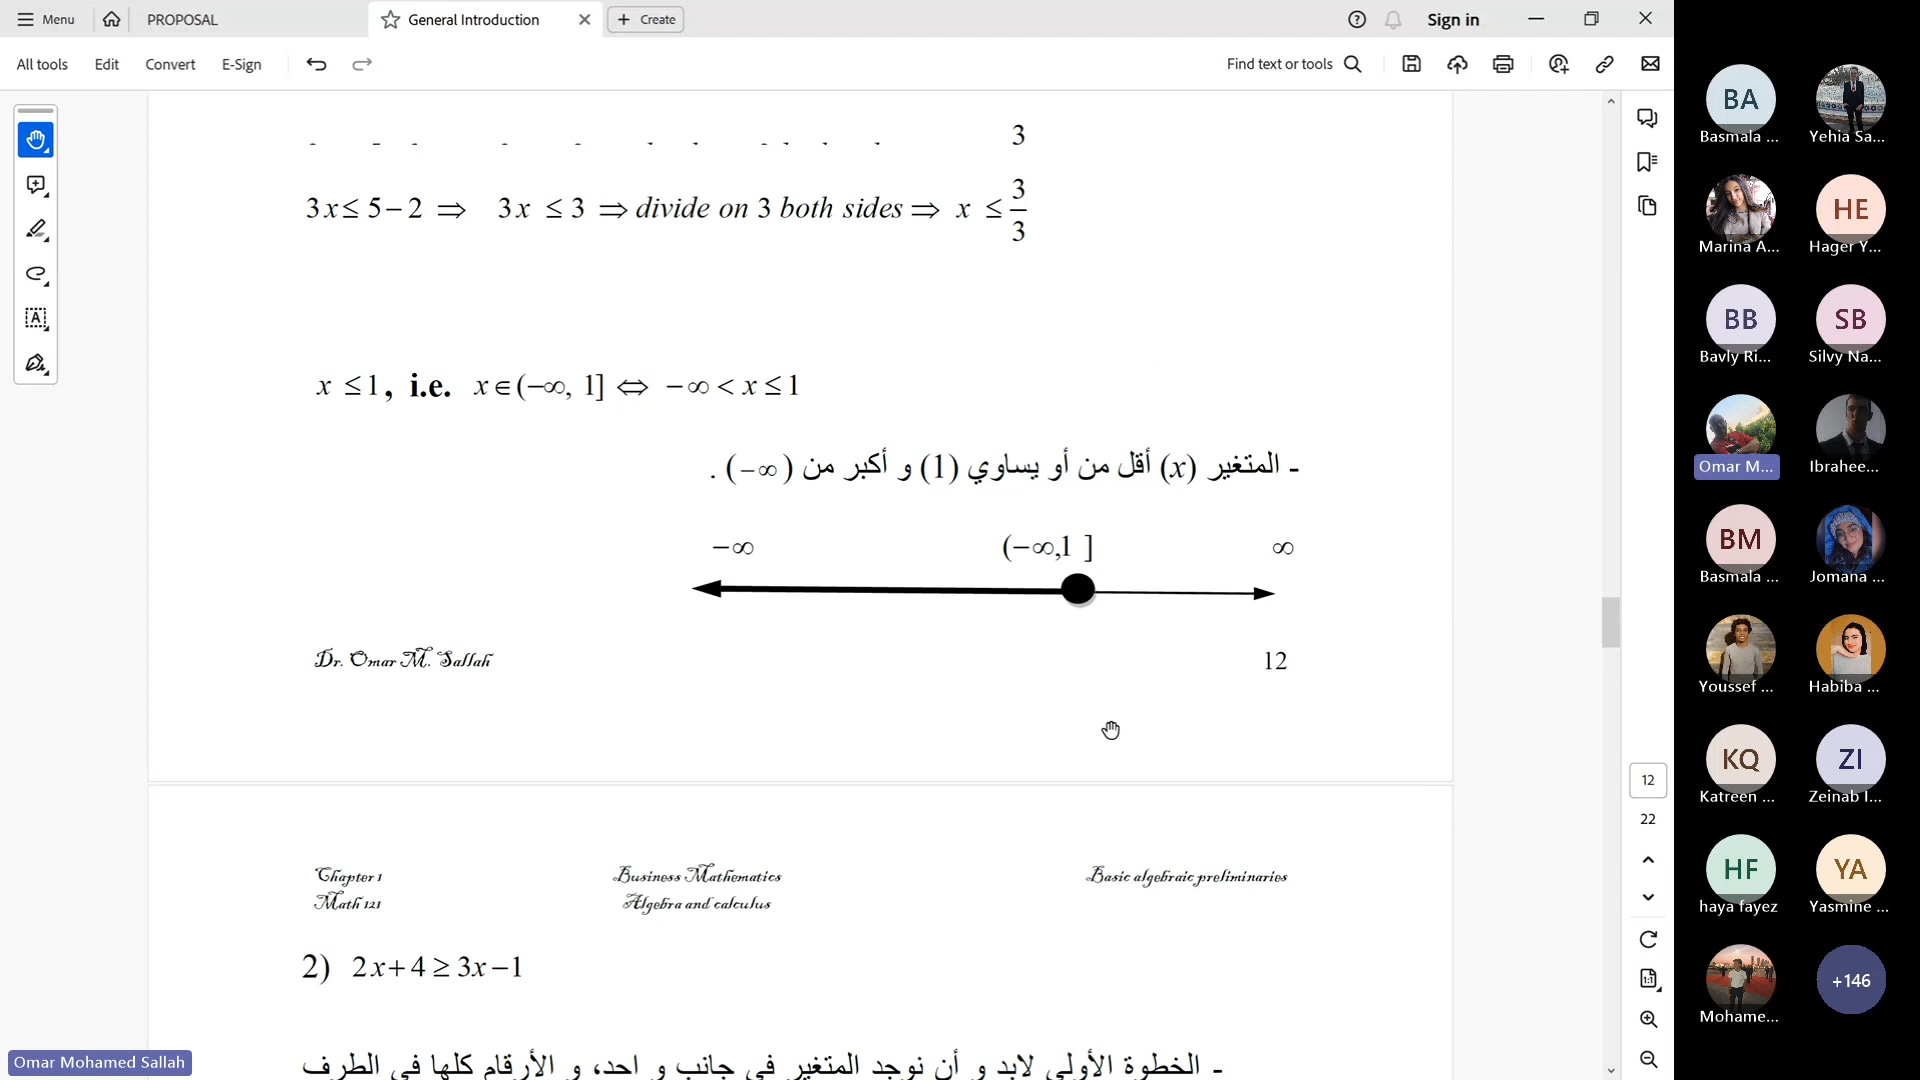 Menu
PROPOSAL
General Introduction
Create
Sign in
All tools
Edit
Convert
E-Sign
Find text or tools
3
3x ≤ 5 − 2 ⇒ 3x ≤ 3 ⇒ divide on 3 both sides ⇒ x ≤ 3/3
x ≤ 1, i.e. x ∈ (−∞, 1] ⇔ −∞ < x ≤ 1
- المتغير (x) أقل من أو يساوي (1) و أكبر من (−∞) .
−∞ (−∞,1 ] ∞
Dr. Omar M. Sallah 12
Chapter 1 Business Mathematics Basic algebraic preliminaries
Math 121 Algebra and calculus
2) 2x + 4 ≥ 3x − 1
- الخطوة الأولى لابد و أن نوجد المتغير في جانب و احد، و الأرقام كلها في الطرف
12
22
1:1
Omar Mohamed Sallah
BA
Basmala ...
Yehia Sa...
Marina A...
HE
Hager Y...
BB
Bavly Ri...
SB
Silvy Na...
Omar M...
Ibrahee...
BM
Basmala ...
Jomana ...
Youssef ...
Habiba ...
KQ
Katreen ...
ZI
Zeinab I...
HF
haya fayez
YA
Yasmine ...
Mohame...
+146